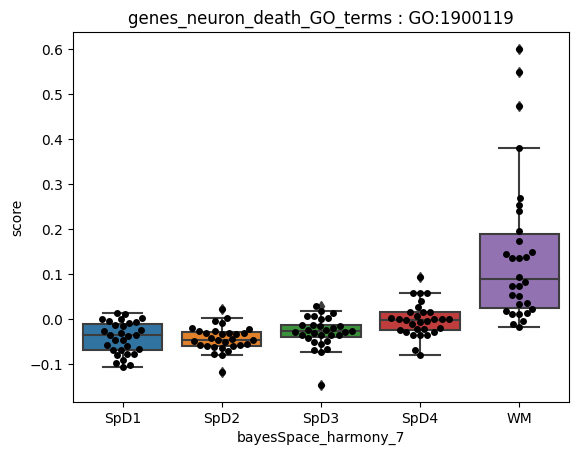 genes_neuron_death_GO_terms : GO:1900119
score
0.6
0.5
0.4
0.3
0.2
0.1
0.0
−0.1
SpD1 SpD2 SpD3 SpD4 WM
bayesSpace_harmony_7